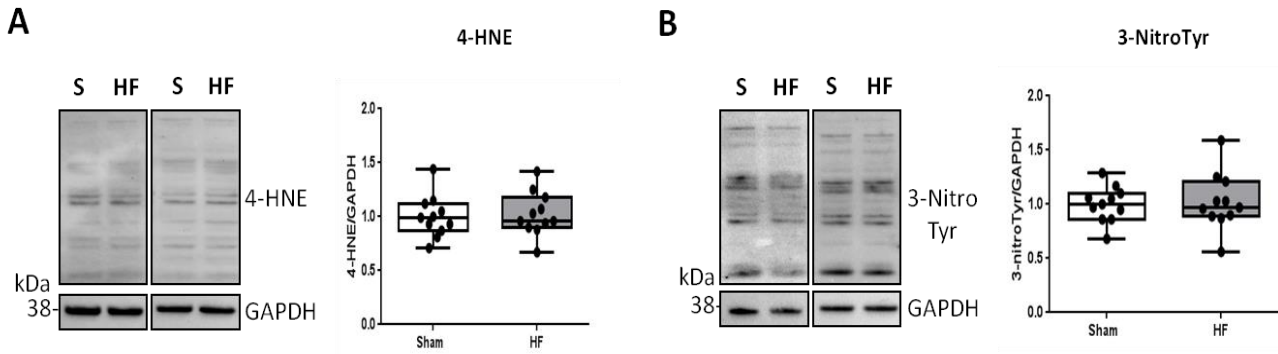 A
4-HNE
S HF S HF
4-HNE
kDa
38-
GAPDH
4-HNE/GAPDH
2.0
1.5
1.0
0.5
0.0
Sham HF
B
3-NitroTyr
S HF S HF
3-Nitro
Tyr
kDa
38-
GAPDH
3-nitroTyr/GAPDH
2.0
1.5
1.0
0.5
0.0
Sham HF